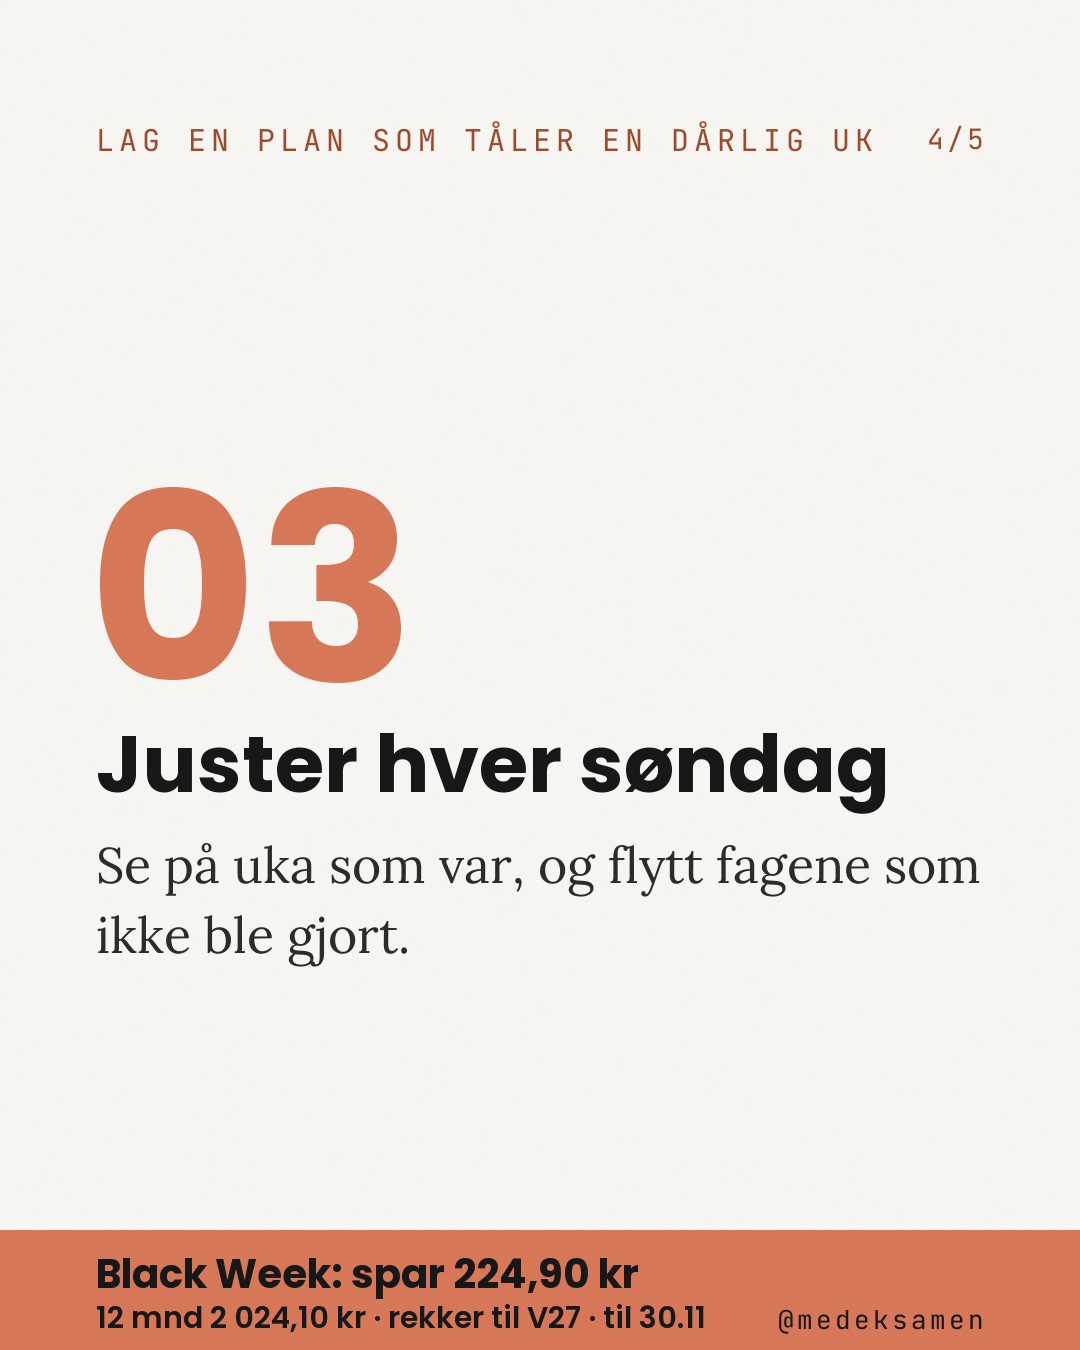 LAG EN PLAN SOM TÅLER EN DÅRLIG UK 4/5
03
Juster hver søndag
Se på uka som var, og flytt fagene som
ikke ble gjort.
Black Week: spar 224,90 kr
12 mnd 2 024,10 kr · rekker til V27 · til 30.11
@medeksamen